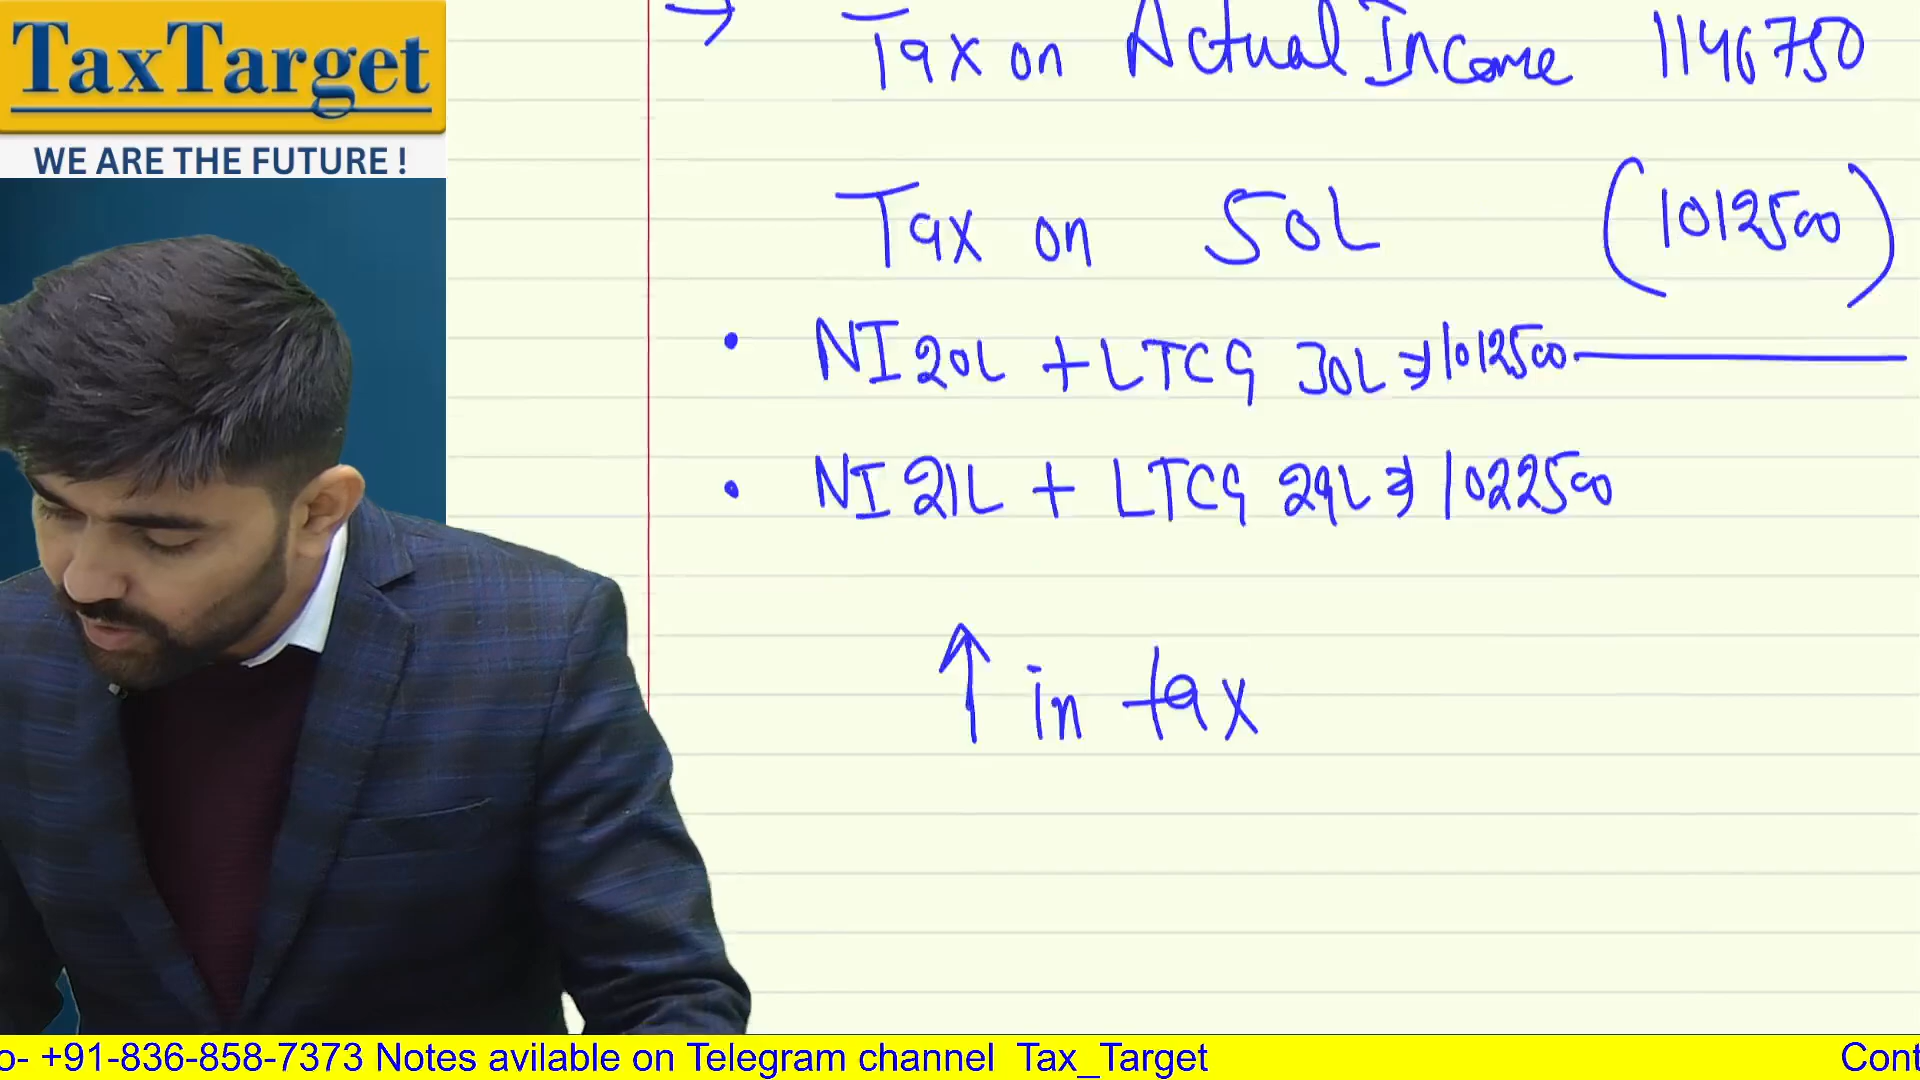 TaxTarget
WE ARE THE FUTURE !
→ Tax on Actual Income 1146750
Tax on 50L (1012500)
• NI 20L + LTCG 30L ⇒ 1012500
• NI 21L + LTCG 29L ⇒ 1022500
↑ in tax
o- +91-836-858-7373 Notes avilable on Telegram channel Tax_Target Cont